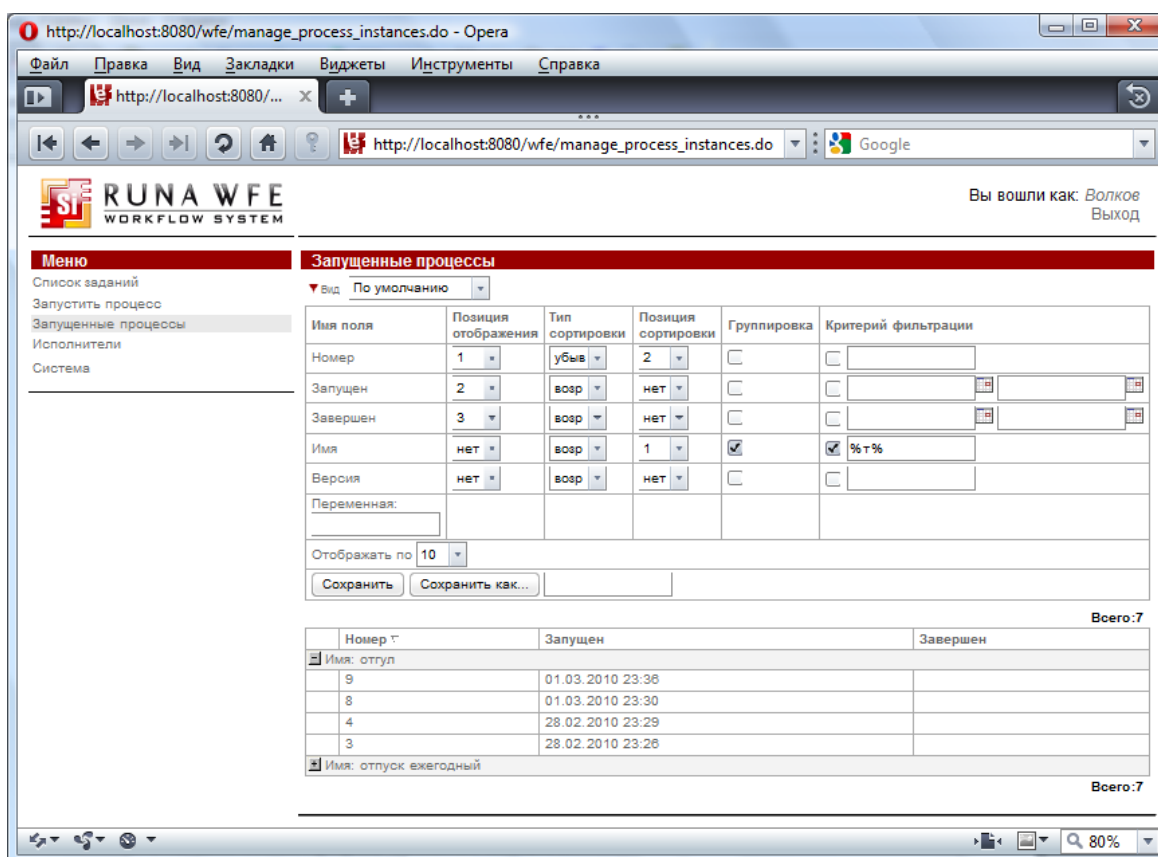 http://localhost:8080/wfe/manage_process_instances.do - Opera
Файл Правка Вид Закладки Виджеты Инструменты Справка
http://localhost:8080/...
http://localhost:8080/wfe/manage_process_instances.do Google
RUNA WFE
WORKFLOW SYSTEM
Вы вошли как: Волков
Выход
Меню
Список заданий
Запустить процесс
Запущенные процессы
Исполнители
Система
Запущенные процессы
Вид По умолчанию
Имя поля Позиция отображения Тип сортировки Позиция сортировки Группировка Критерий фильтрации
Номер 1 убыв 2
Запущен 2 возр нет
Завершен 3 возр нет
Имя нет возр 1 %т%
Версия нет возр нет
Переменная:
Отображать по 10
Сохранить Сохранить как...
Всего:7
Номер Запущен Завершен
Имя: отгул
9 01.03.2010 23:36
8 01.03.2010 23:30
4 28.02.2010 23:29
3 28.02.2010 23:26
Имя: отпуск ежегодный
Всего:7
80%